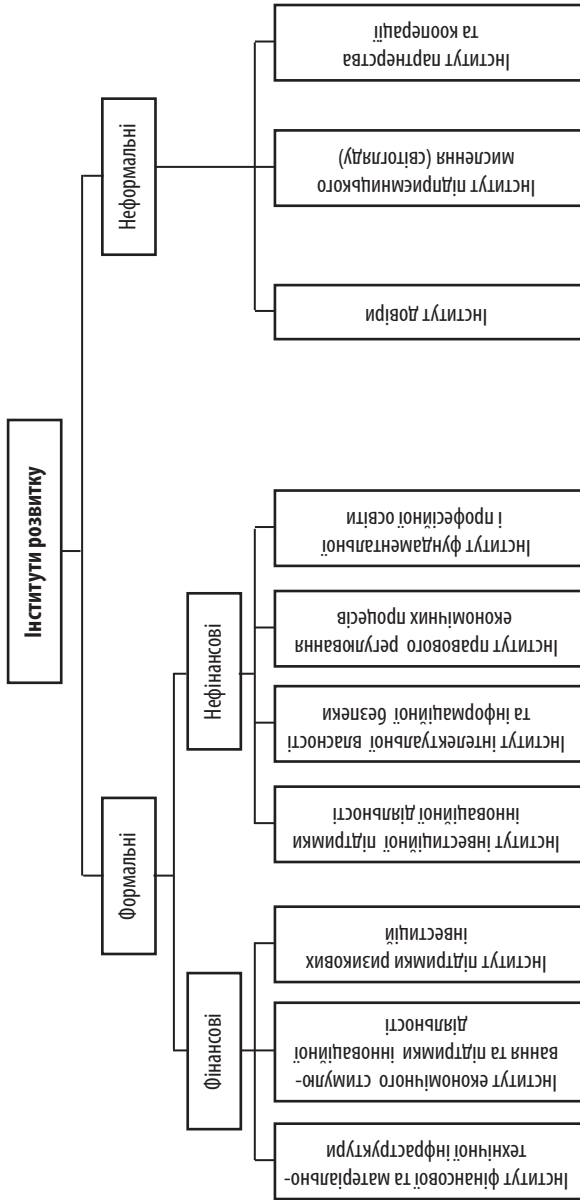 Інститути розвитку
Формальні
Неформальні
Фінансові
Нефінансові
Інститут фінансової та матеріально-
технічної інфраструктури
Інститут економічного стимулю-
вання та підтримки інноваційної
діяльності
Інститут підтримки ризикових
інвестицій
Інститут інвестиційної підтримки
інноваційної діяльності
Інститут інтелектуальної власності
та інформаційної безпеки
Інститут правового регулювання
економічних процесів
Інститут фундаментальної
і професійної освіти
Інститут довіри
Інститут підприємницького
мислення (світогляду)
Інститут партнерства
та кооперації